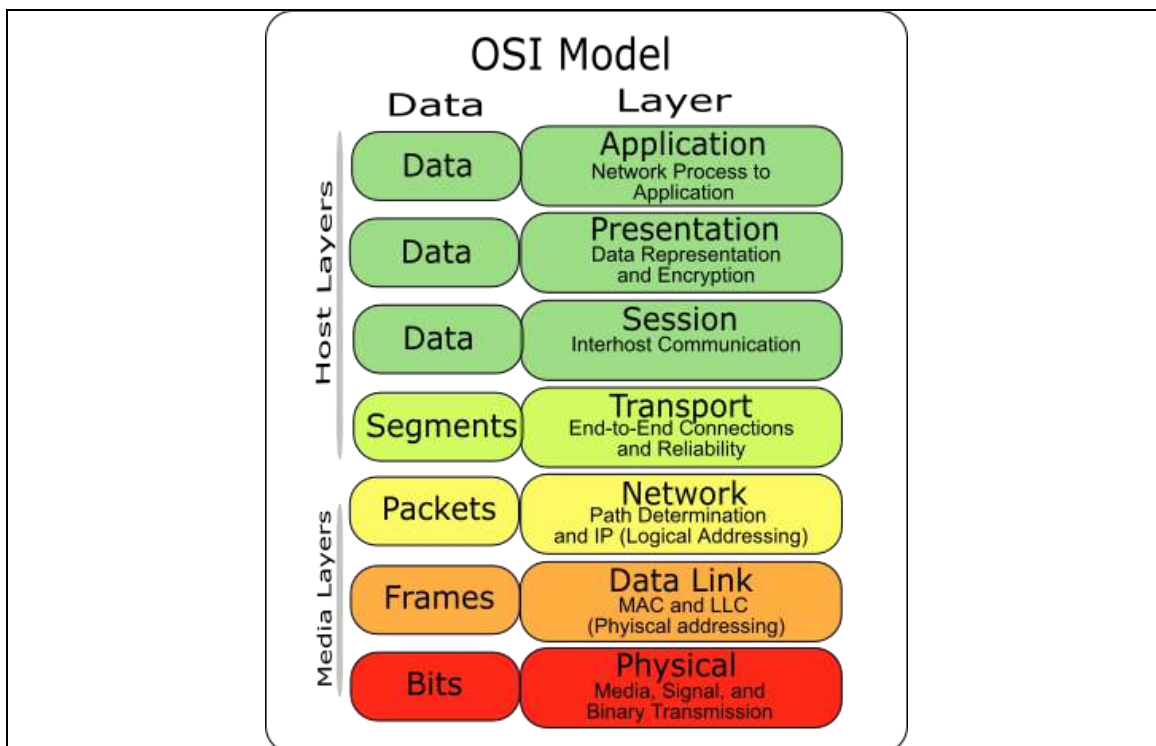 OSI Model
Data Layer
Host Layers
Data
Application
Network Process to
Application
Data
Presentation
Data Representation
and Encryption
Data
Session
Interhost Communication
Segments
Transport
End-to-End Connections
and Reliability
Media Layers
Packets
Network
Path Determination
and IP (Logical Addressing)
Frames
Data Link
MAC and LLC
(Phyiscal addressing)
Bits
Physical
Media, Signal, and
Binary Transmission